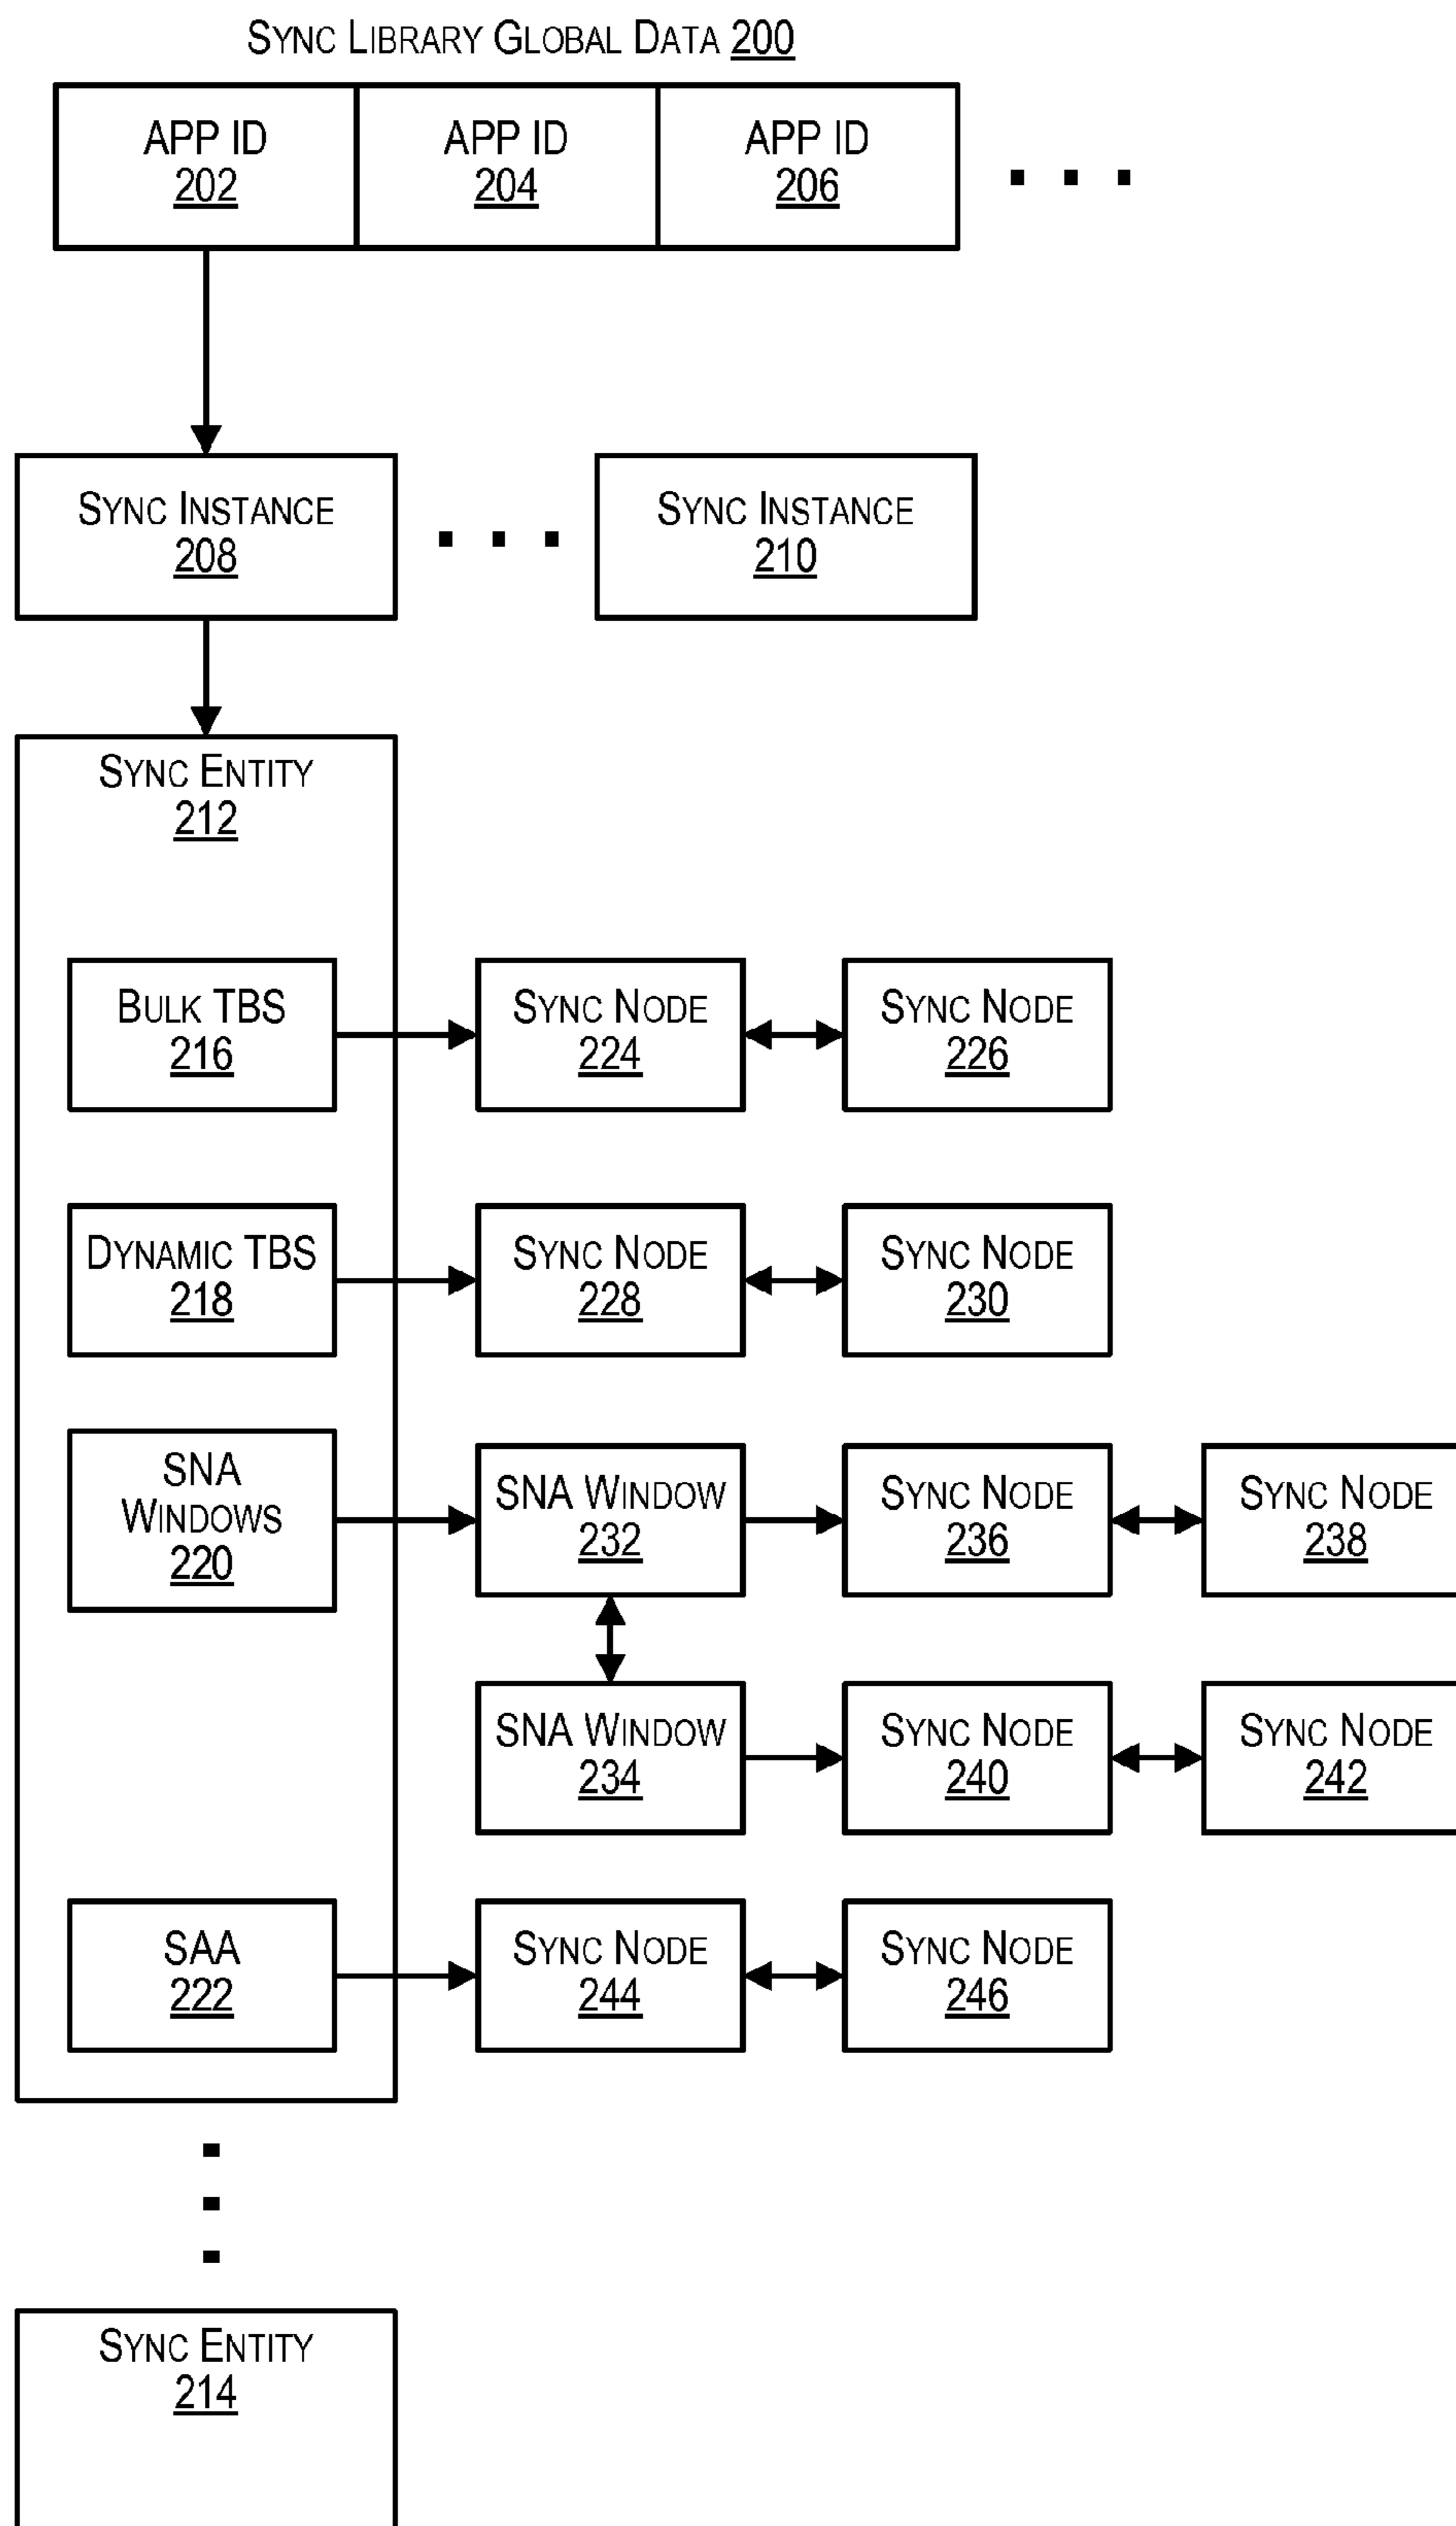 Sync Library Global Data 200
APP ID
202
APP ID
204
APP ID
206
Sync Instance
208
Sync Instance
210
Sync Entity
212
Bulk TBS
216
Sync Node
224
Sync Node
226
Dynamic TBS
218
Sync Node
228
Sync Node
230
SNA
Windows
220
SNA Window
232
Sync Node
236
Sync Node
238
SNA Window
234
Sync Node
240
Sync Node
242
SAA
222
Sync Node
244
Sync Node
246
Sync Entity
214